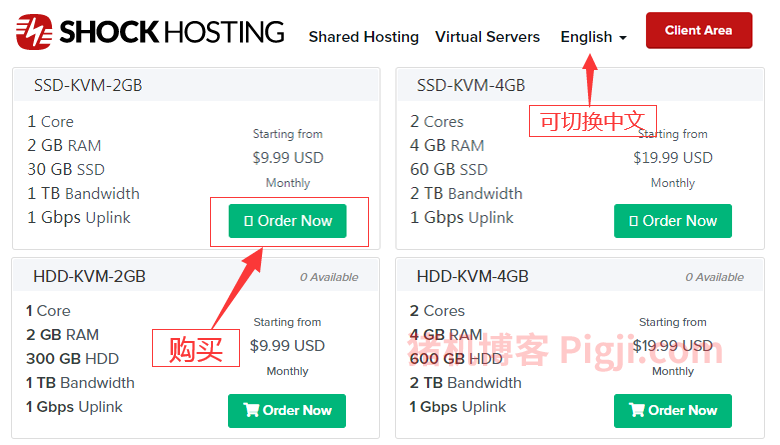 SHOCK HOSTING
Shared Hosting
Virtual Servers
English
Client Area
SSD-KVM-2GB
1 Core
2 GB RAM
30 GB SSD
1 TB Bandwidth
1 Gbps Uplink
Starting from
$9.99 USD
Monthly
Order Now
SSD-KVM-4GB
可切换中文
2 Cores
4 GB RAM
60 GB SSD
2 TB Bandwidth
1 Gbps Uplink
Starting from
$19.99 USD
Monthly
Order Now
HDD-KVM-2GB
0 Available
1 Core
2 GB RAM
300 GB HDD
1 TB Bandwidth
1 Gbps Uplink
购买
Starting from
$9.99 USD
Monthly
Order Now
HDD-KVM-4GB
0 Available
2 Cores
4 GB RAM
600 GB HDD
2 TB Bandwidth
1 Gbps Uplink
Starting from
$19.99 USD
Monthly
Order Now
猪机博客 Pigji.com